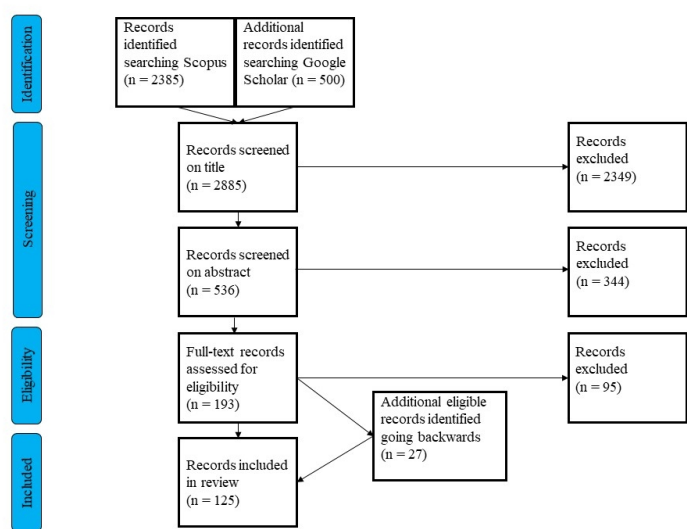 Identification
Records
identified
searching Scopus
(n = 2385)
Additional
records identified
searching Google
Scholar (n = 500)
Screening
Records screened
on title
(n = 2885)
Records
excluded
(n = 2349)
Records screened
on abstract
(n = 536)
Records
excluded
(n = 344)
Eligibility
Full-text records
assessed for
eligibility
(n = 193)
Records
excluded
(n = 95)
Additional eligible
records identified
going backwards
(n = 27)
Included
Records included
in review
(n = 125)